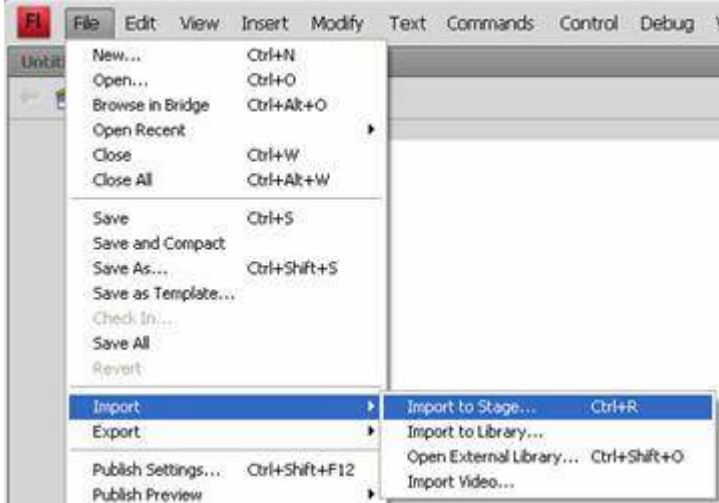 FL File Edit View Insert Modify Text Commands Control Debug
New... Ctrl+N
Open... Ctrl+O
Browse in Bridge Ctrl+Alt+O
Open Recent
Close Ctrl+W
Close All Ctrl+Alt+W
Save Ctrl+S
Save and Compact
Save As... Ctrl+Shift+S
Save as Template...
Check In...
Save All
Revert
Import
Export
Publish Settings... Ctrl+Shift+F12
Publish Preview
Import to Stage... Ctrl+R
Import to Library...
Open External Library... Ctrl+Shift+O
Import Video...